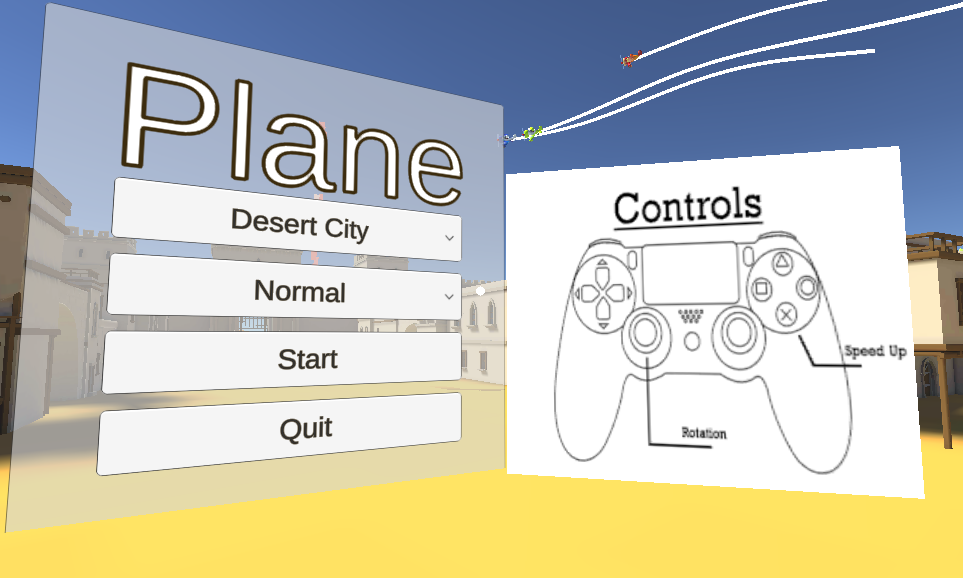 Plane
Desert City
Normal
Start
Quit
Controls
Speed Up
Rotation